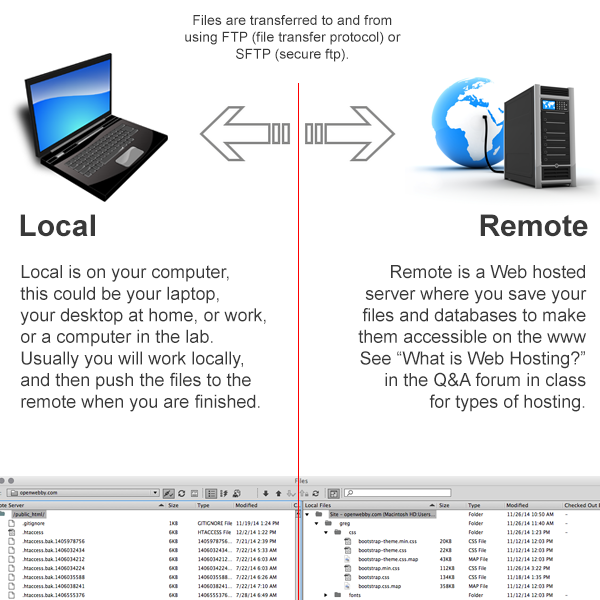 Files are transferred to and from
using FTP (file transfer protocol) or
SFTP (secure ftp).
Local
Remote
Local is on your computer,
this could be your laptop,
your desktop at home, or work,
or a computer in the lab.
Usually you will work locally,
and then push the files to the
remote when you are finished.
Remote is a Web hosted
server where you save your
files and databases to make
them accessible on the www
See “What is Web Hosting?”
in the Q&A forum in class
for types of hosting.
Files
openwebby.com
Server Size Type Modified
/public_html/
.gitignore 1KB GITIGNORE File 11/19/14 1:24 PM
.htaccess 6KB HTACCESS File 12/2/14 1:22 PM
.htaccess.bak.1405978756 6KB 1405978756... 7/21/14 2:39 PM
.htaccess.bak.1406032434 6KB 1406032434... 7/22/14 5:33 AM
.htaccess.bak.1406034212 6KB 1406034212... 7/22/14 6:03 AM
.htaccess.bak.1406034224 6KB 1406034224... 7/22/14 6:03 AM
.htaccess.bak.1406035588 6KB 1406035588... 7/22/14 6:26 AM
.htaccess.bak.1406038241 6KB 1406038241... 7/22/14 7:10 AM
.htaccess.bak.1406555376 6KB 1406555376... 7/28/14 6:49 AM
Local Files Size Type Modified Checked Out
Site - openwebby.com (Macintosh HD:Users... Folder 11/26/14 10:50 AM -
greg Folder 11/26/14 11:40 AM -
css Folder 11/26/14 1:23 PM -
bootstrap-theme.min.css 20KB CSS File 11/12/14 12:03 PM
bootstrap-theme.css 22KB CSS File 11/12/14 12:03 PM
bootstrap-theme.css.map 43KB MAP File 11/12/14 12:03 PM
bootstrap.min.css 112KB CSS File 11/26/14 3:22 PM
bootstrap.css 134KB CSS File 11/18/14 1:35 PM
bootstrap.css.map 358KB MAP File 11/12/14 12:03 PM
fonts Folder 11/12/14 12:03 PM -